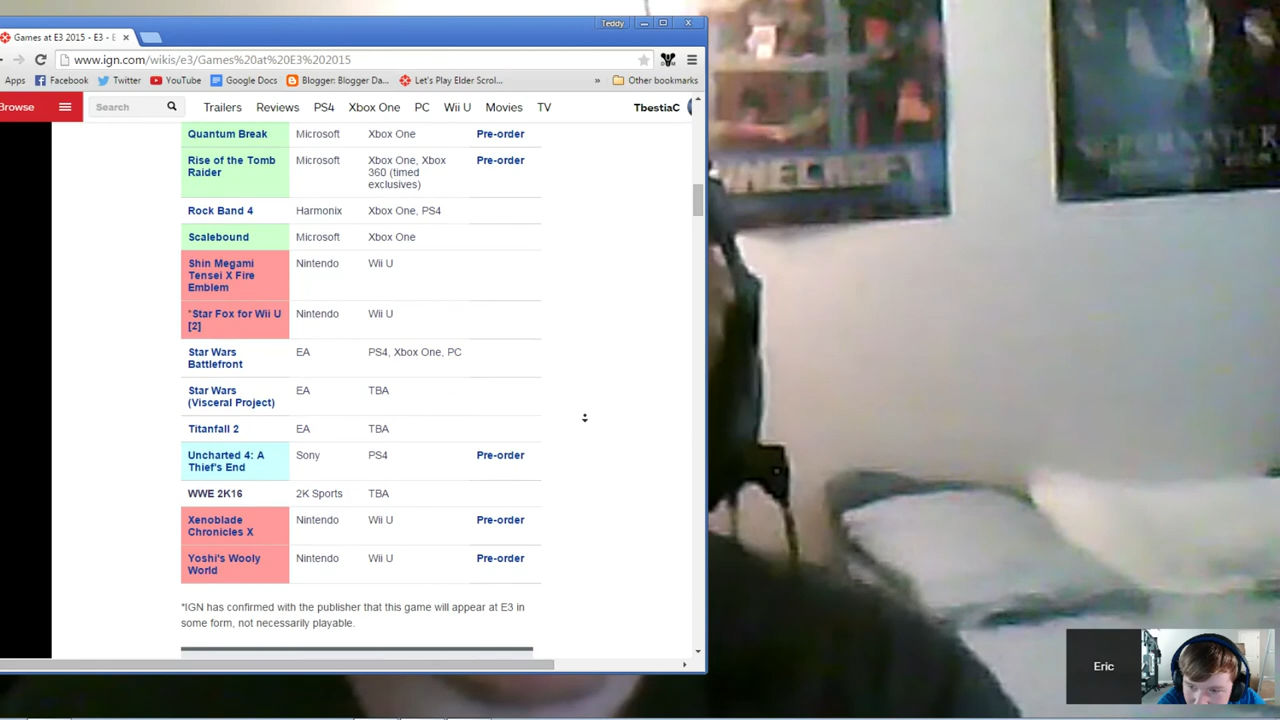 Teddy
Games at E3 2015 - E3 - E
www.ign.com/wikis/e3/Games%20at%20E3%202015
Apps Facebook Twitter YouTube Google Docs Blogger: Blogger Da... Let's Play Elder Scrol... » Other bookmarks
Browse Search Trailers Reviews PS4 Xbox One PC Wii U Movies TV TbestiaC
Quantum Break Microsoft Xbox One Pre-order
Rise of the Tomb Microsoft Xbox One, Xbox Pre-order
Raider 360 (timed
exclusives)
Rock Band 4 Harmonix Xbox One, PS4
Scalebound Microsoft Xbox One
Shin Megami Nintendo Wii U
Tensei X Fire
Emblem
*Star Fox for Wii U Nintendo Wii U
[2]
Star Wars EA PS4, Xbox One, PC
Battlefront
Star Wars EA TBA
(Visceral Project)
Titanfall 2 EA TBA
Uncharted 4: A Sony PS4 Pre-order
Thief's End
WWE 2K16 2K Sports TBA
Xenoblade Nintendo Wii U Pre-order
Chronicles X
Yoshi's Wooly Nintendo Wii U Pre-order
World
*IGN has confirmed with the publisher that this game will appear at E3 in
some form, not necessarily playable.
MINECRAFT
SUPERNATURAL
Eric